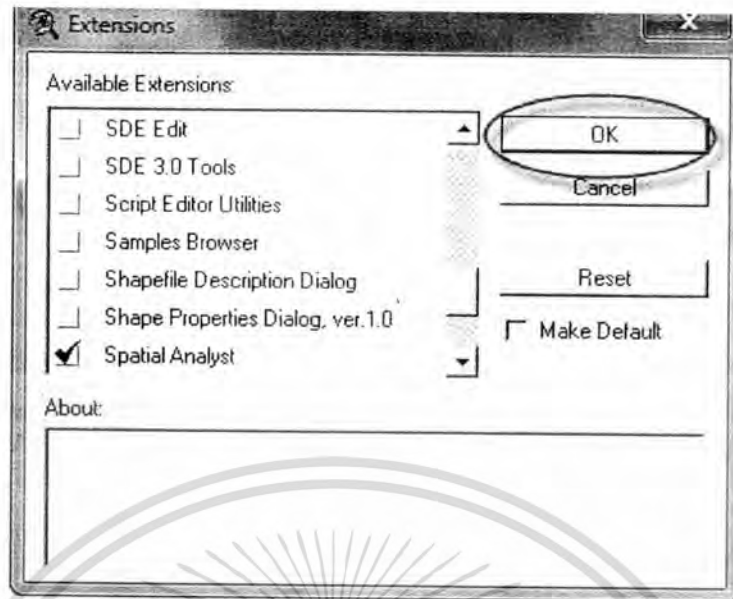 Extensions
Available Extensions:
SDE Edit
SDE 3.0 Tools
Script Editor Utilities
Samples Browser
Shapefile Description Dialog
Shape Properties Dialog, ver.1.0
Spatial Analyst
OK
Cancel
Reset
Make Default
About: